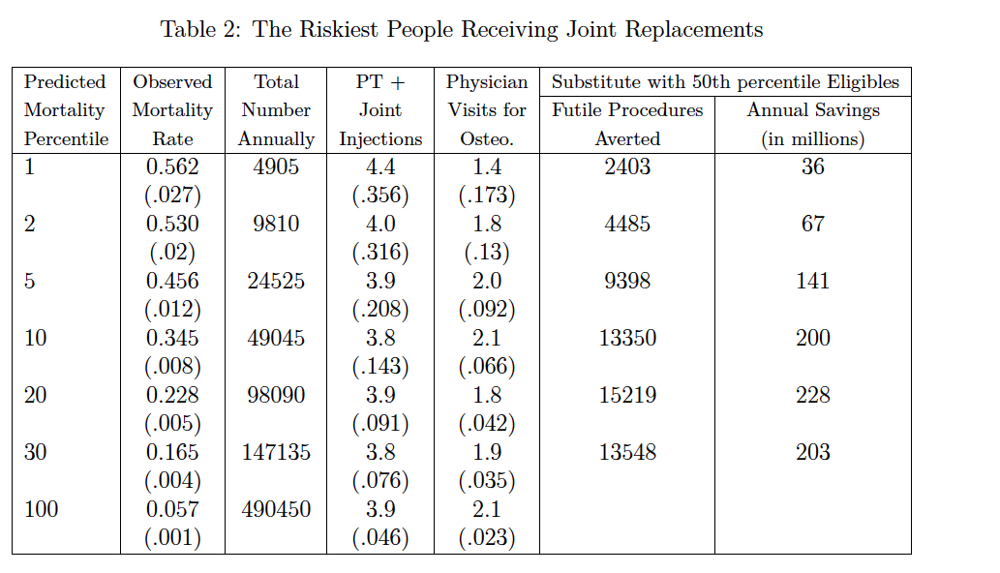 Table 2: The Riskiest People Receiving Joint Replacements
Predicted Observed Total PT + Physician Substitute with 50th percentile Eligibles
Mortality Mortality Number Joint Visits for Futile Procedures Annual Savings
Percentile Rate Annually Injections Osteo. Averted (in millions)
1 0.562 4905 4.4 1.4 2403 36
(.027) (.356) (.173)
2 0.530 9810 4.0 1.8 4485 67
(.02) (.316) (.13)
5 0.456 24525 3.9 2.0 9398 141
(.012) (.208) (.092)
10 0.345 49045 3.8 2.1 13350 200
(.008) (.143) (.066)
20 0.228 98090 3.9 1.8 15219 228
(.005) (.091) (.042)
30 0.165 147135 3.8 1.9 13548 203
(.004) (.076) (.035)
100 0.057 490450 3.9 2.1
(.001) (.046) (.023)